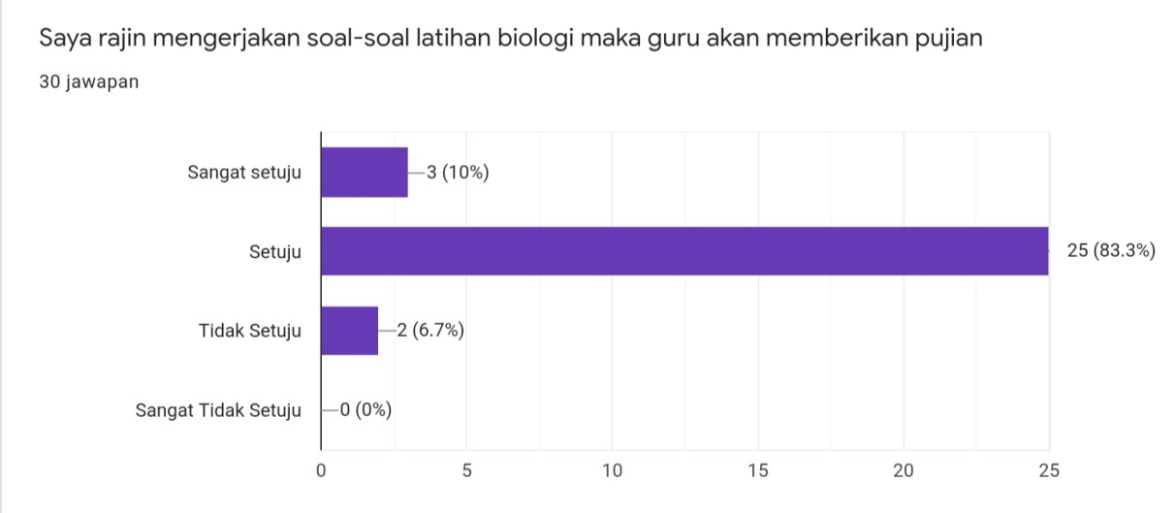 Saya rajin mengerjakan soal-soal latihan biologi maka guru akan memberikan pujian
30 jawapan
Sangat setuju 3 (10%)
Setuju 25 (83.3%)
Tidak Setuju 2 (6.7%)
Sangat Tidak Setuju 0 (0%)
0 5 10 15 20 25